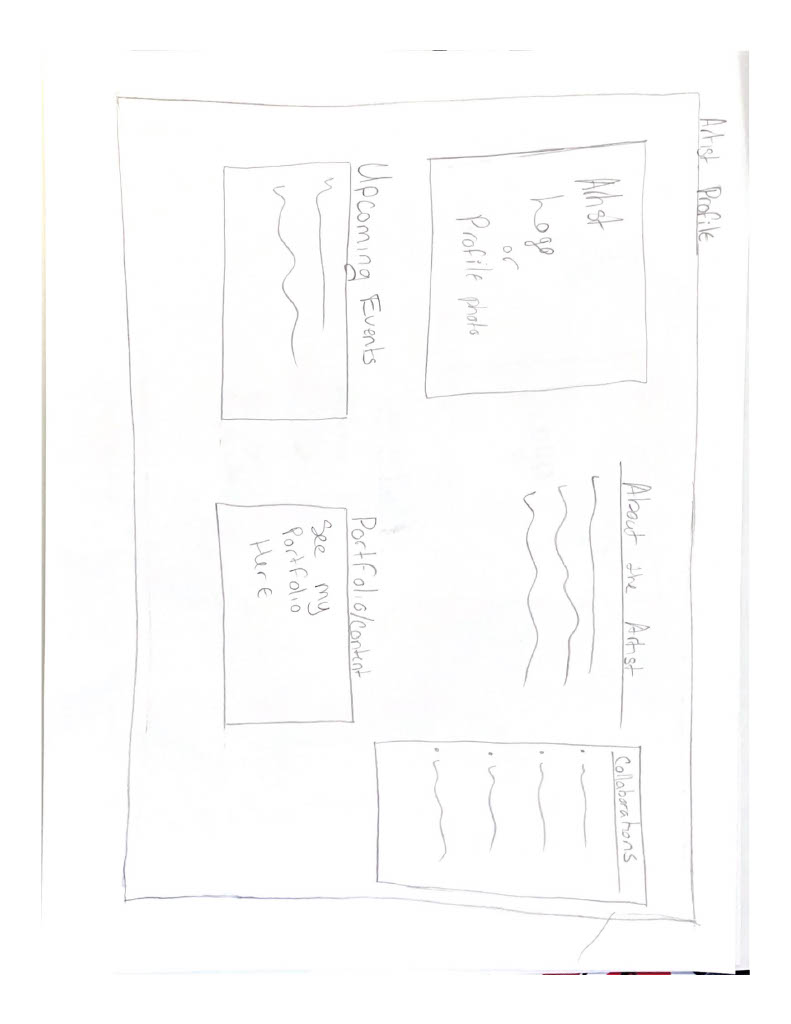 Artist Profile
Artist
Logo
or
Profile photo
About the Artist
Collaborations
Upcoming Events
Portfolio/content
See my
Portfolio
Here